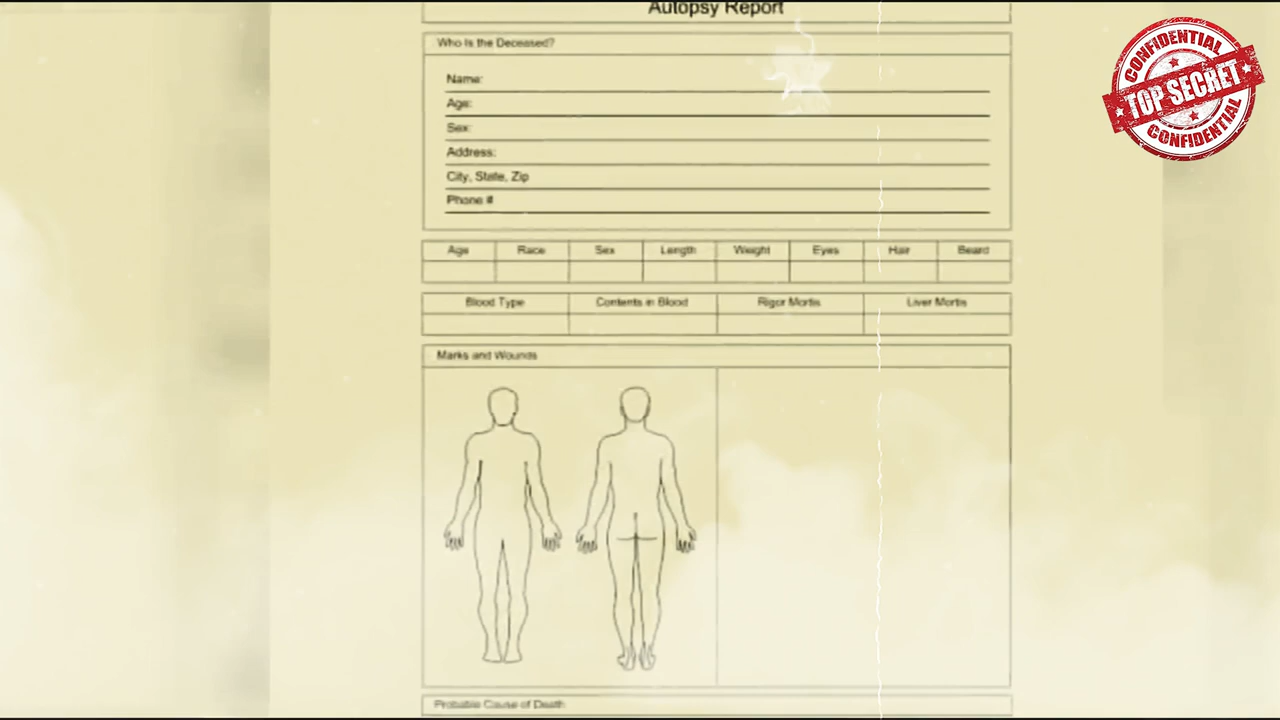 Autopsy Report
Who Is the Deceased?
Name:
Age:
Sex:
Address:
City, State, Zip
Phone #
Age Race Sex Length Weight Eyes Hair Beard
Blood Type Contents in Blood Rigor Mortis Liver Mortis
Marks and Wounds
Probable Cause of Death
CONFIDENTIAL
TOP SECRET
CONFIDENTIAL